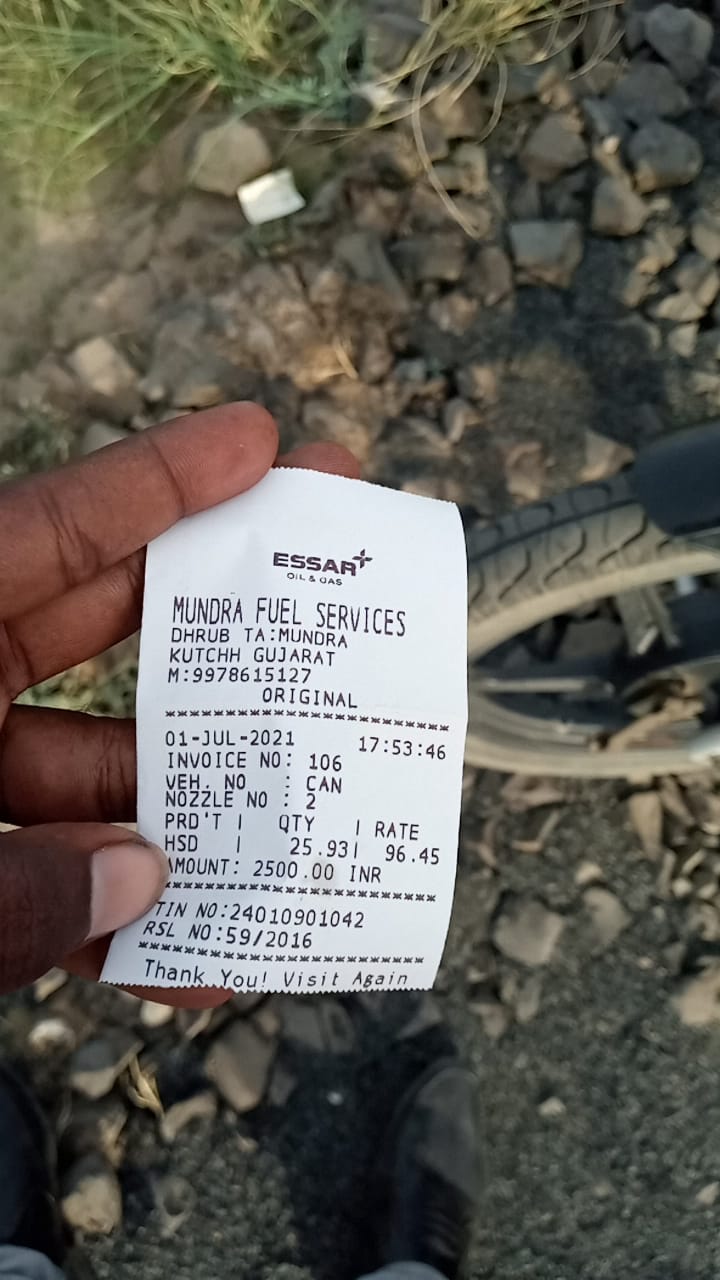 ESSAR
OIL & GAS
MUNDRA FUEL SERVICES
DHRUB TA:MUNDRA
KUTCHH GUJARAT
M:9978615127
ORIGINAL
****************************
01-JUL-2021 17:53:46
INVOICE NO: 106
VEH. NO : CAN
NOZZLE NO : 2
PRD'T | QTY | RATE
HSD | 25.93| 96.45
AMOUNT: 2500.00 INR
****************************
TIN NO:24010901042
RSL NO:59/2016
****************************
Thank You! Visit Again